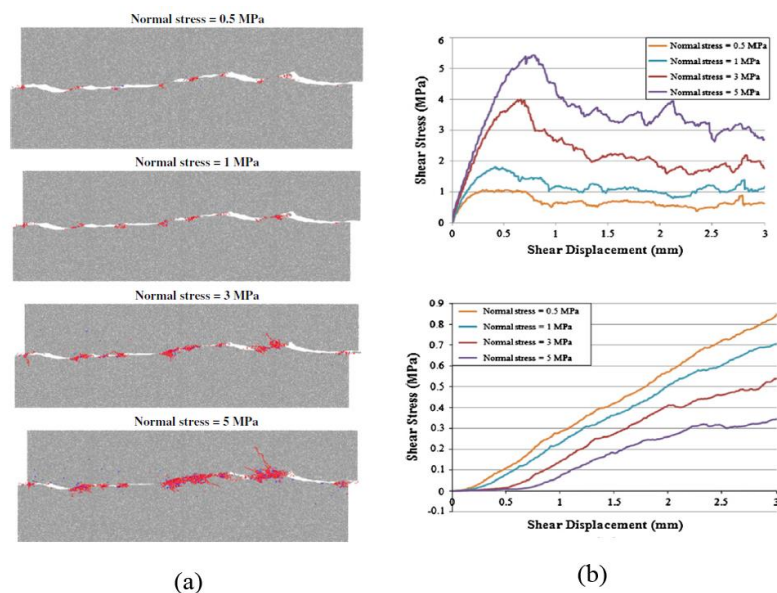 Normal stress = 0.5 MPa
Normal stress = 1 MPa
Normal stress = 3 MPa
Normal stress = 5 MPa
(a)
Shear Stress (MPa)
6
5
4
3
2
1
0
Normal stress = 0.5 MPa
Normal stress = 1 MPa
Normal stress = 3 MPa
Normal stress = 5 MPa
0 0.5 1 1.5 2 2.5 3
Shear Displacement (mm)
Shear Stress (MPa)
0.9
0.8
0.7
0.6
0.5
0.4
0.3
0.2
0.1
0
-0.1
Normal stress = 0.5 MPa
Normal stress = 1 MPa
Normal stress = 3 MPa
Normal stress = 5 MPa
0 0.5 1 1.5 2 2.5 3
Shear Displacement (mm)
(b)